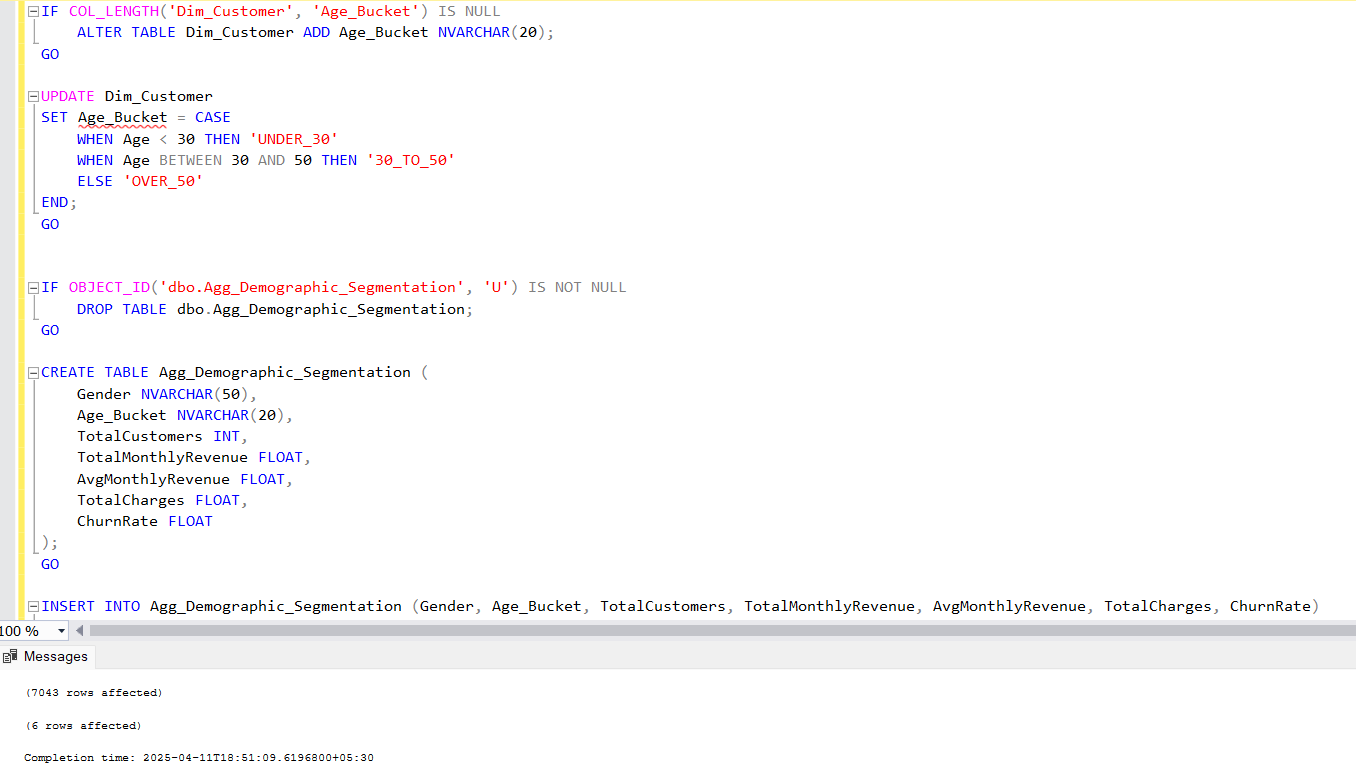 IF COL_LENGTH('Dim_Customer', 'Age_Bucket') IS NULL
    ALTER TABLE Dim_Customer ADD Age_Bucket NVARCHAR(20);
GO

UPDATE Dim_Customer
SET Age_Bucket = CASE
    WHEN Age < 30 THEN 'UNDER_30'
    WHEN Age BETWEEN 30 AND 50 THEN '30_TO_50'
    ELSE 'OVER_50'
END;
GO

IF OBJECT_ID('dbo.Agg_Demographic_Segmentation', 'U') IS NOT NULL
    DROP TABLE dbo.Agg_Demographic_Segmentation;
GO

CREATE TABLE Agg_Demographic_Segmentation (
    Gender NVARCHAR(50),
    Age_Bucket NVARCHAR(20),
    TotalCustomers INT,
    TotalMonthlyRevenue FLOAT,
    AvgMonthlyRevenue FLOAT,
    TotalCharges FLOAT,
    ChurnRate FLOAT
);
GO

INSERT INTO Agg_Demographic_Segmentation (Gender, Age_Bucket, TotalCustomers, TotalMonthlyRevenue, AvgMonthlyRevenue, TotalCharges, ChurnRate)
100 %
Messages
(7043 rows affected)
(6 rows affected)
Completion time: 2025-04-11T18:51:09.6196800+05:30